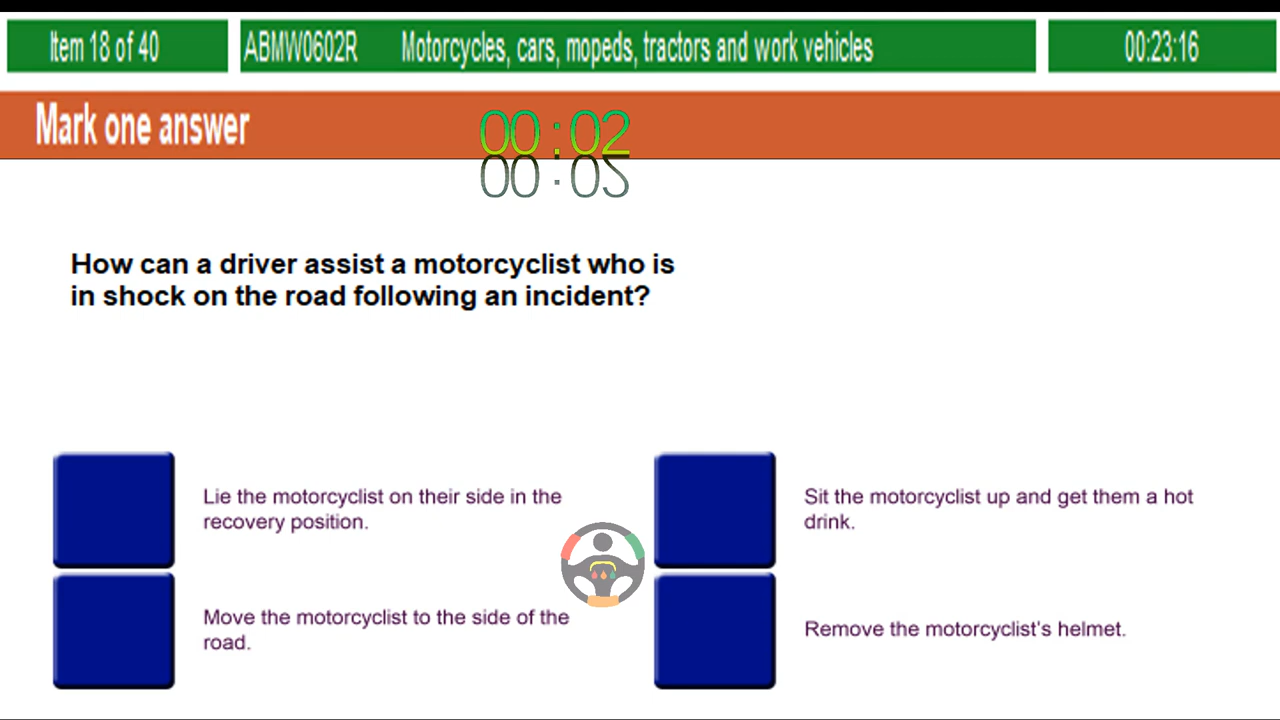 Item 18 of 40
ABMW0602R
Motorcycles, cars, mopeds, tractors and work vehicles
00:23:16
Mark one answer
00:02
How can a driver assist a motorcyclist who is
in shock on the road following an incident?
Lie the motorcyclist on their side in the
recovery position.
Sit the motorcyclist up and get them a hot
drink.
Move the motorcyclist to the side of the
road.
Remove the motorcyclist's helmet.